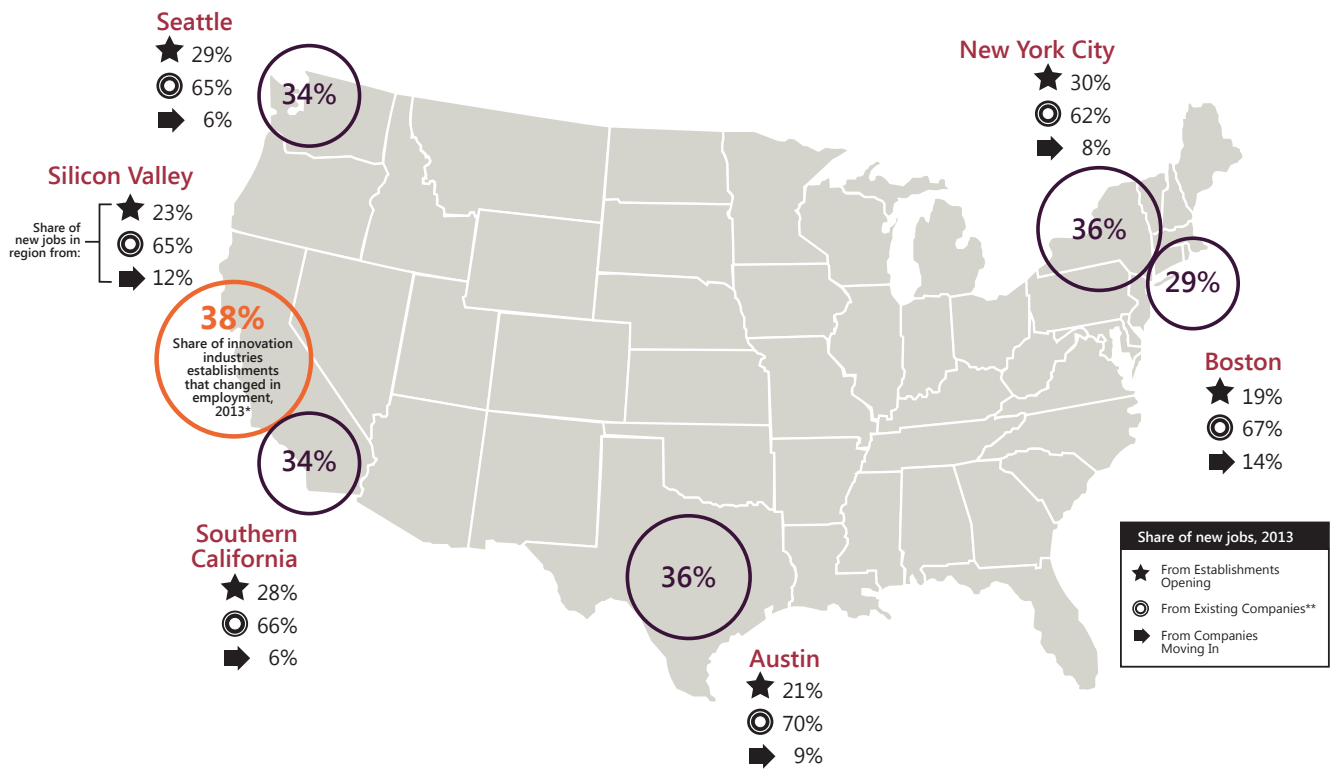 Seattle
29%
65%
6%
34%
New York City
30%
62%
8%
36%
Silicon Valley
Share of
new jobs in
region from:
23%
65%
12%
38%
Share of innovation
industries
establishments
that changed in
employment,
2013*
29%
Boston
19%
67%
14%
34%
Southern
California
28%
66%
6%
36%
Austin
21%
70%
9%
Share of new jobs, 2013
From Establishments
Opening
From Existing Companies**
From Companies
Moving In